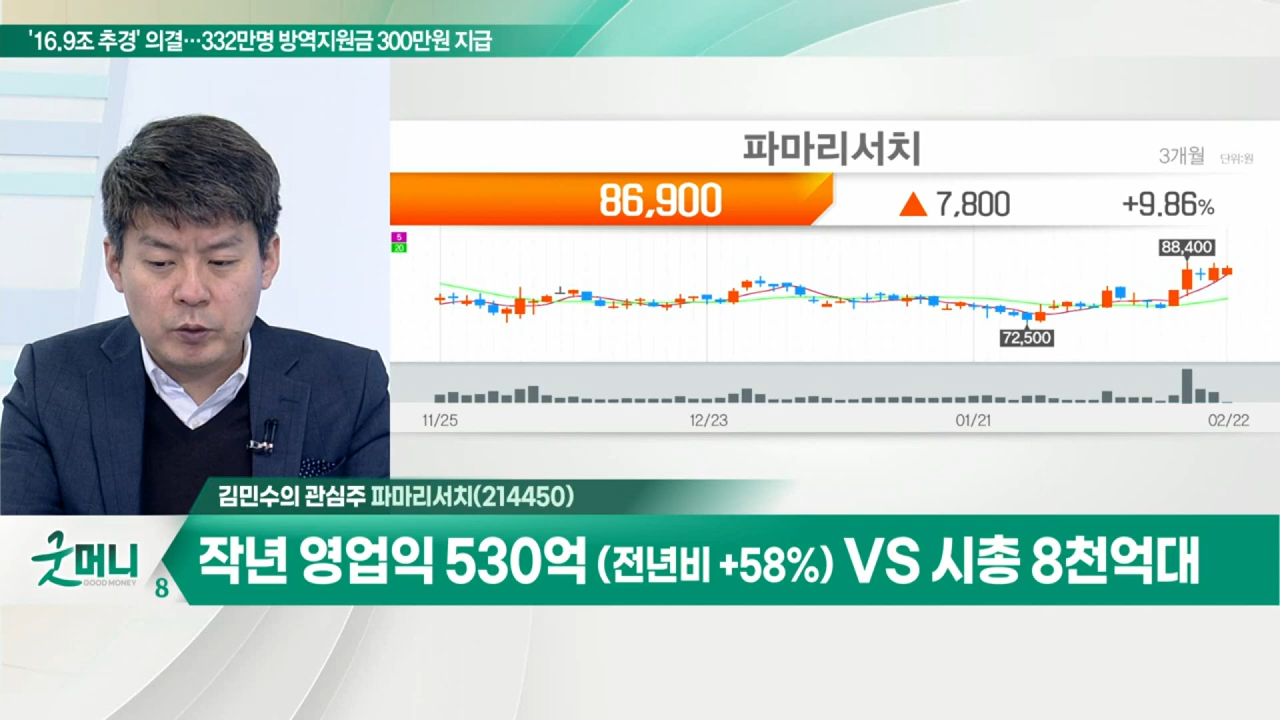 '16.9조 추경' 의결…332만명 방역지원금 300만원 지급
파마리서치
3개월 단위:원
86,900 ▲ 7,800 +9.86%
5
20
88,400
72,500
11/25 12/23 01/21 02/22
김민수의 관심주 파마리서치(214450)
굿머니
GOOD MONEY
8
작년 영업익 530억 (전년비 +58%) VS 시총 8천억대